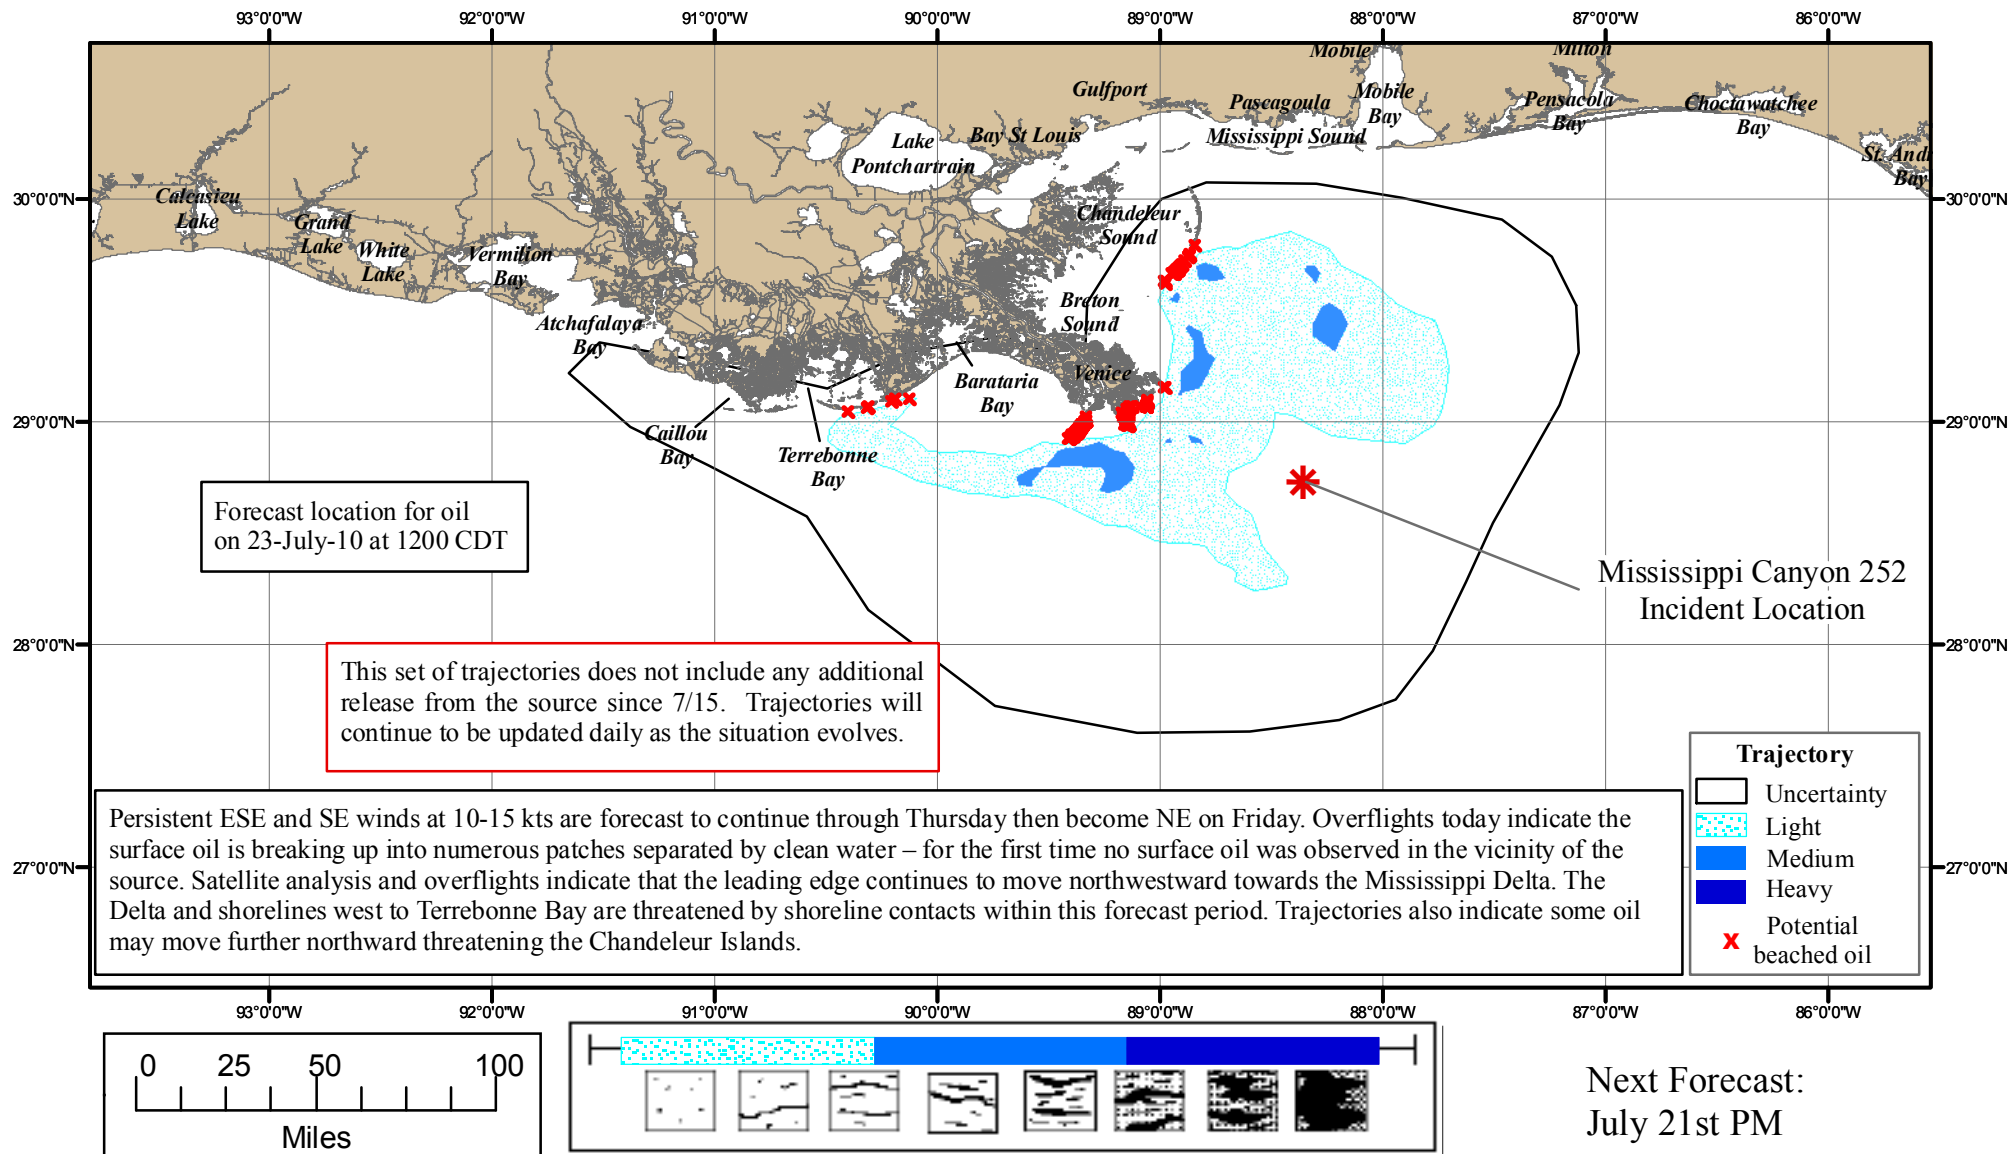 93°0'0"W 92°0'0"W 91°0'0"W 90°0'0"W 89°0'0"W 88°0'0"W 87°0'0"W 86°0'0"W
Mobile
Milton
Gulfport
Pascagoula
Mobile
Bay
Pensacola
Bay
Choctawatchee
Bay
Lake
Pontchartrain
Bay St Louis
Mississippi Sound
St. Andr
Bay
30°0'0"N
30°0'0"N
Calcasieu
Lake
Grand
Lake
White
Lake
Vermilion
Bay
Chandeleur
Sound
Breton
Sound
Atchafalaya
Bay
Venice
Barataria
Bay
29°0'0"N
29°0'0"N
Caillou
Bay
Terrebonne
Bay
Forecast location for oil
on 23-July-10 at 1200 CDT
Mississippi Canyon 252
Incident Location
28°0'0"N
28°0'0"N
This set of trajectories does not include any additional
release from the source since 7/15. Trajectories will
continue to be updated daily as the situation evolves.
Trajectory
Uncertainty
Light
Medium
Heavy
Potential
beached oil
Persistent ESE and SE winds at 10-15 kts are forecast to continue through Thursday then become NE on Friday. Overflights today indicate the
surface oil is breaking up into numerous patches separated by clean water – for the first time no surface oil was observed in the vicinity of the
source. Satellite analysis and overflights indicate that the leading edge continues to move northwestward towards the Mississippi Delta. The
Delta and shorelines west to Terrebonne Bay are threatened by shoreline contacts within this forecast period. Trajectories also indicate some oil
may move further northward threatening the Chandeleur Islands.
27°0'0"N
27°0'0"N
93°0'0"W 92°0'0"W 91°0'0"W 90°0'0"W 89°0'0"W 88°0'0"W 87°0'0"W 86°0'0"W
0 25 50 100
Miles
Next Forecast:
July 21st PM